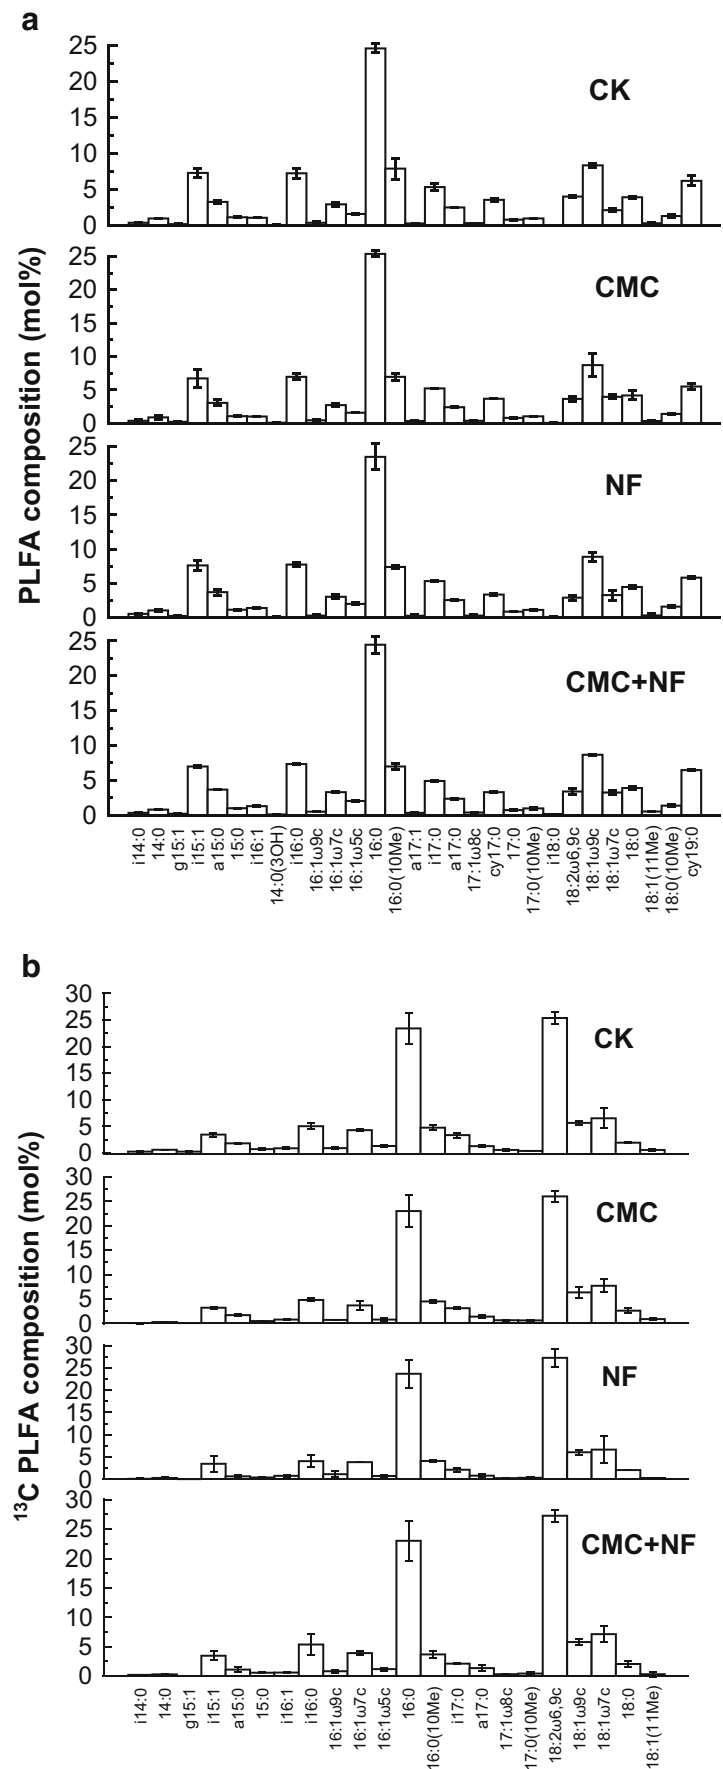 a
PLFA composition (mol%)
25
20
15
10
5
0
CK
25
20
15
10
5
0
CMC
25
20
15
10
5
0
NF
25
20
15
10
5
0
CMC+NF
i14:0
14:0
g15:1
i15:1
a15:0
15:0
i16:1
14:0(3OH)
i16:0
16:1ω9c
16:1ω7c
16:1ω5c
16:0
16:0(10Me)
a17:1
i17:0
a17:0
17:1ω8c
cy17:0
17:0
17:0(10Me)
i18:0
18:2ω6,9c
18:1ω9c
18:1ω7c
18:0
18:1(11Me)
18:0(10Me)
cy19:0
b
¹³C PLFA composition (mol%)
30
25
20
15
10
5
0
CK
30
25
20
15
10
5
0
CMC
30
25
20
15
10
5
0
NF
30
25
20
15
10
5
0
CMC+NF
i14:0
14:0
g15:1
i15:1
a15:0
15:0
i16:1
i16:0
16:1ω9c
16:1ω7c
16:1ω5c
16:0
16:0(10Me)
i17:0
a17:0
17:1ω8c
17:0(10Me)
18:2ω6,9c
18:1ω9c
18:1ω7c
18:0
18:1(11Me)